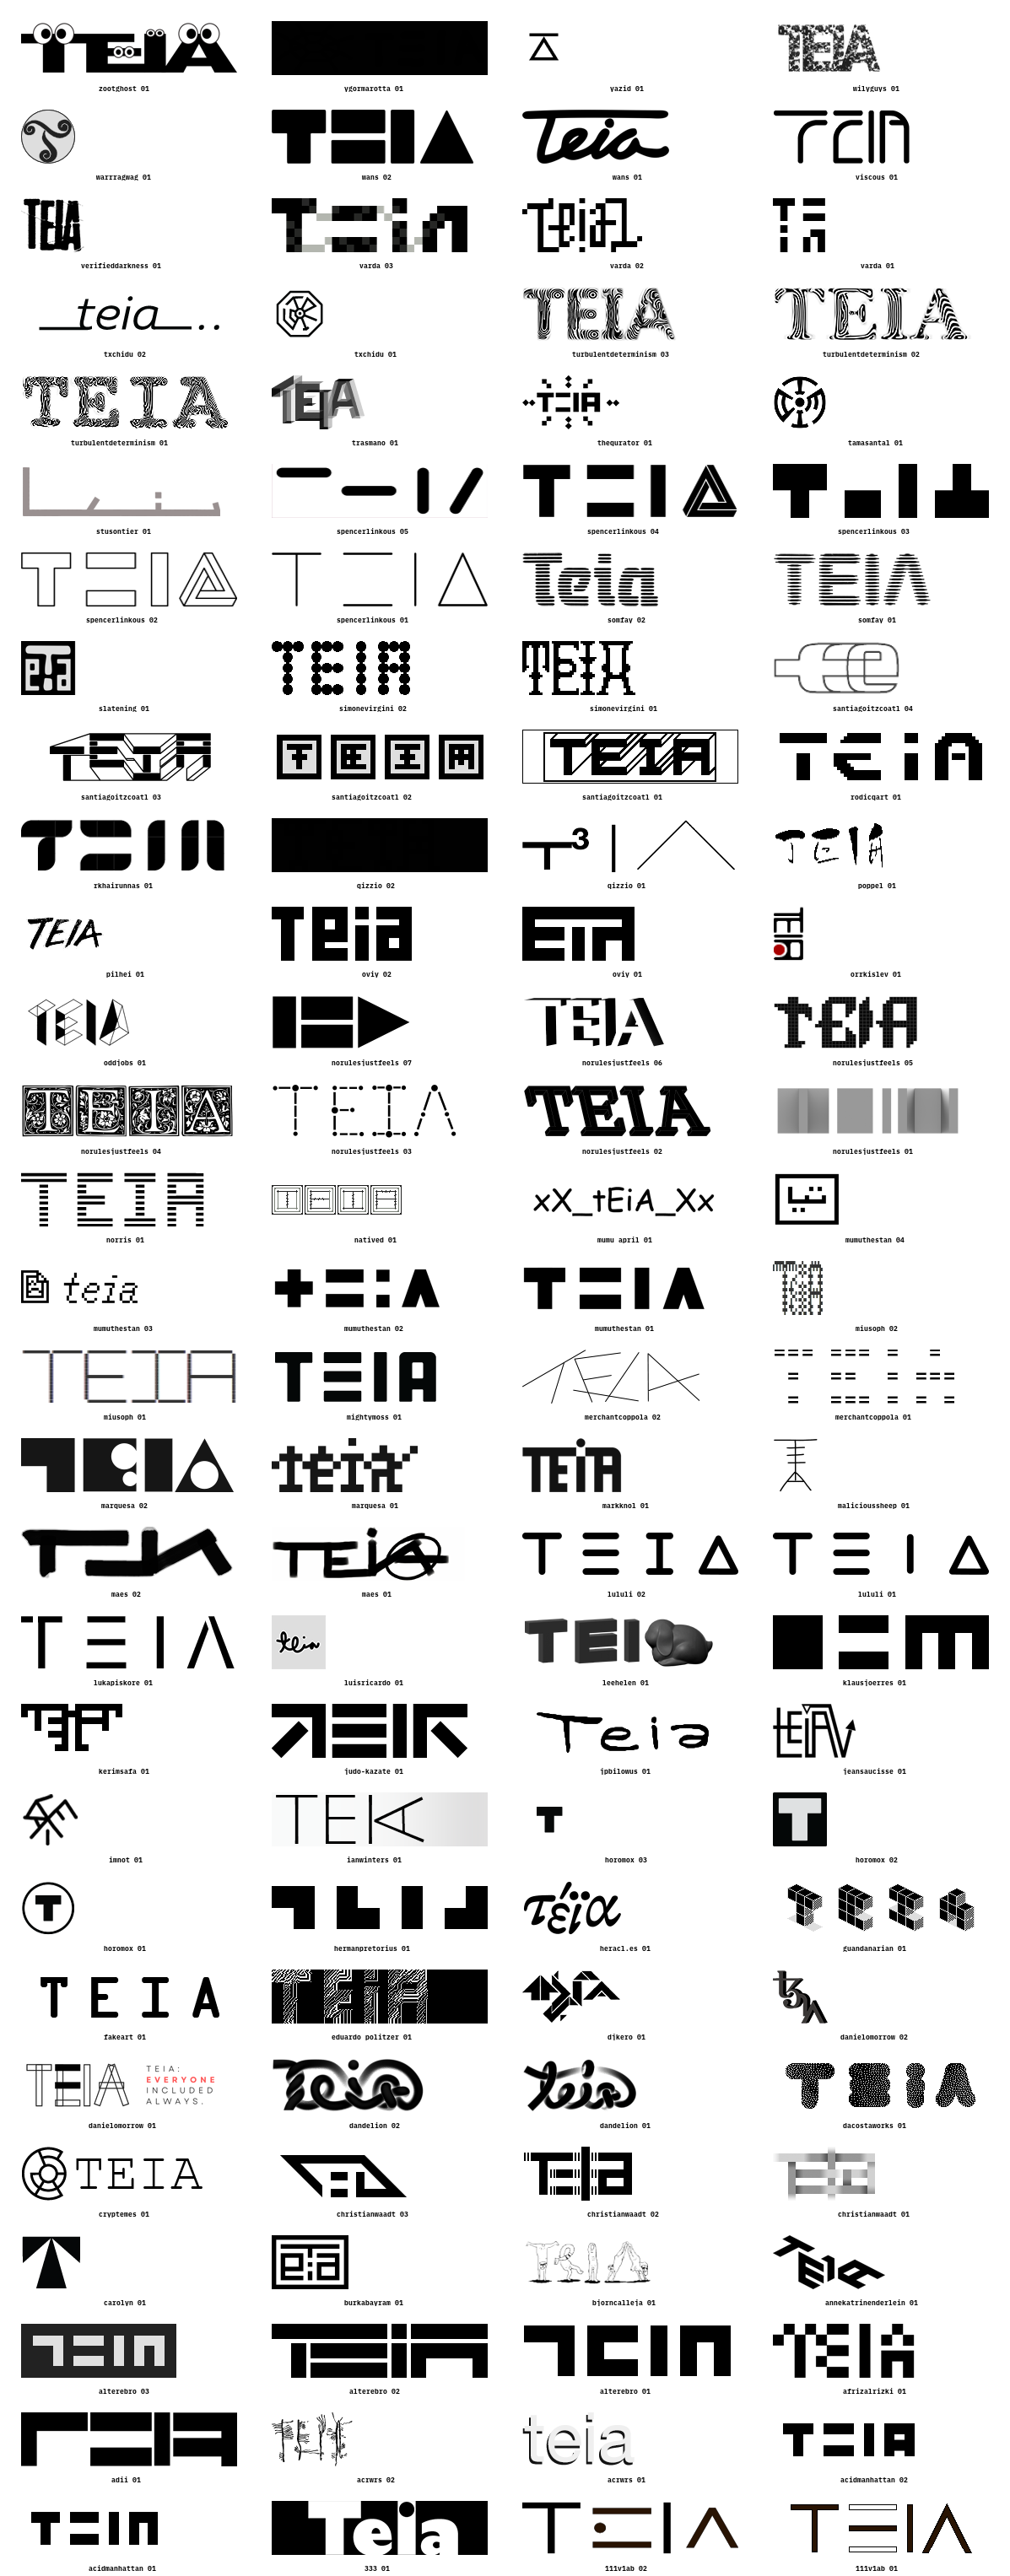 TEIA TEIA
zootghost 01 ygormarotta 01 yazid 01 wilyguys 01
T TEIA Teia TEIA
warrragwag 01 wans 02 wans 01 viscous 01
TEIA Teia teia TEIA
verifieddarkness 01 varda 03 varda 02 varda 01
teia__.. TEIA TEIA
txchidu 02 txchidu 01 turbulentdeterminism 03 turbulentdeterminism 02
TEIA TEIA TEIA
turbulentdeterminism 01 trasmano 01 thequrator 01 tamasantal 01
TEIA
stusontier 01 spencerlinkous 05 spencerlinkous 04 spencerlinkous 03
TEIA TEIA Teia TEIA
spencerlinkous 02 spencerlinkous 01 somfay 02 somfay 01
eTa eia TEIA TEIA
slatening 01 simonevirgini 02 simonevirgini 01 santiagoitzcoatl 04
TEIA TEIA TEIA TEiA
santiagoitzcoatl 03 santiagoitzcoatl 02 santiagoitzcoatl 01 rodicqart 01
TEIA T3IA TEIA
rkhairunnas 01 qizzio 02 qizzio 01 poppel 01
TEIA Teia ETA TEIA
pilhei 01 oviy 02 oviy 01 orrkislev 01
TEIA TEIA TEIA
oddjobs 01 norulesjustfeels 07 norulesjustfeels 06 norulesjustfeels 05
TEIA TEIA TEIA
norulesjustfeels 04 norulesjustfeels 03 norulesjustfeels 02 norulesjustfeels 01
TEIA TEIA xX_tEiA_Xx
norris 01 natived 01 mumu april 01 mumuthestan 04
teia TEIA TEIA
mumuthestan 03 mumuthestan 02 mumuthestan 01 miusoph 02
TEIA TEIA TEIA TEIA
miusoph 01 mightymoss 01 merchantcoppola 02 merchantcoppola 01
TEIA teia TEiA
marquesa 02 marquesa 01 markknol 01 malicioussheep 01
TEIA TEiA TEIA TEIA
maes 02 maes 01 lululi 02 lululi 01
TEIA teia TEI
lukapiskore 01 luisricardo 01 leehelen 01 klausjoerres 01
TEIA Teia tEiA
kerimsafa 01 judo-kazate 01 jpbilowus 01 jeansaucisse 01
TEIA T T
imnot 01 ianwinters 01 horomox 03 horomox 02
T τέϊα TEIA
horomox 01 hermanpretorius 01 heracl.es 01 guandanarian 01
TEIA TEIA
fakeart 01 eduardo politzer 01 djkero 01 danielomorrow 02
TEIA TEIA: teia teia TEIA
EVERYONE
INCLUDED
ALWAYS.
danielomorrow 01 dandelion 02 dandelion 01 dacostaworks 01
TEIA Teia
cryptemes 01 christianwaadt 03 christianwaadt 02 christianwaadt 01
T eia TEIA TEIA
carolyn 01 burkabayram 01 bjorncalleja 01 annekatrinenderlein 01
TEIA TEIA TEIA TEIA
alterebro 03 alterebro 02 alterebro 01 afrizalrizki 01
TEIA TEIA teia TEIA
adii 01 acrwrs 02 acrwrs 01 acidmanhattan 02
TEIA Teia TEIA TEIA
acidmanhattan 01 333 01 111v1ab 02 111v1ab 01